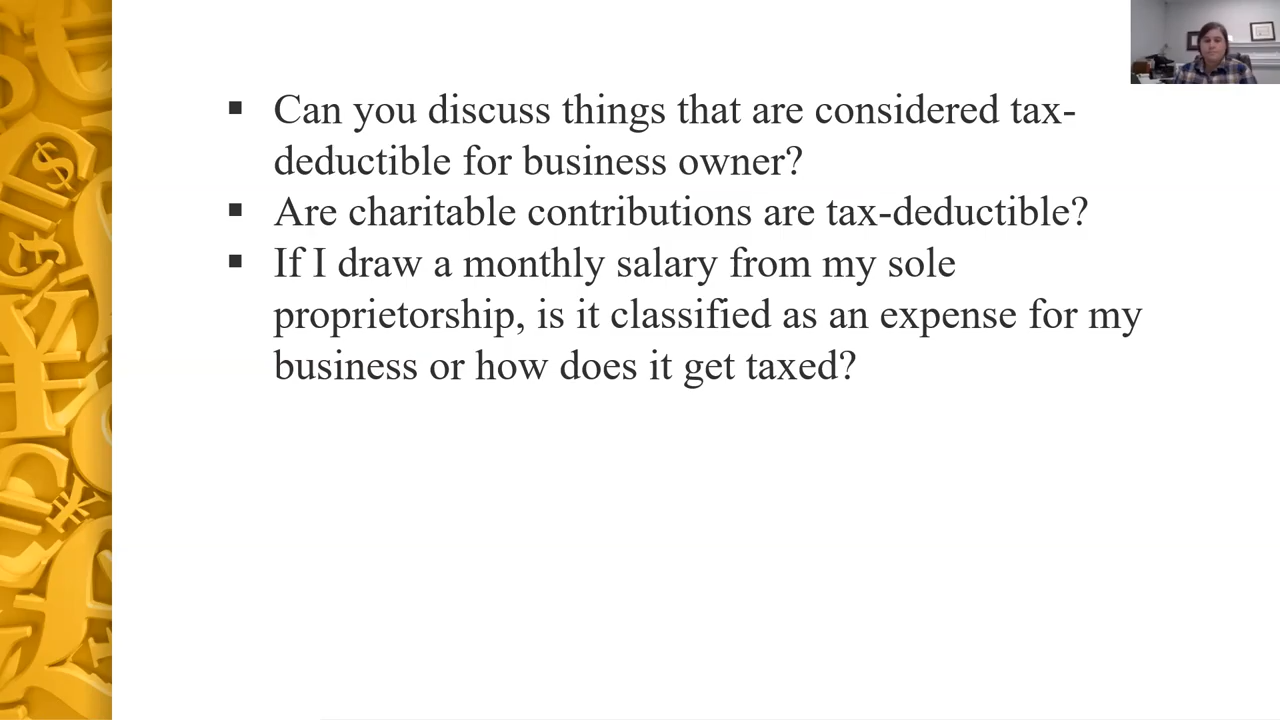 ▪ Can you discuss things that are considered tax-
deductible for business owner?
▪ Are charitable contributions are tax-deductible?
▪ If I draw a monthly salary from my sole
proprietorship, is it classified as an expense for my
business or how does it get taxed?